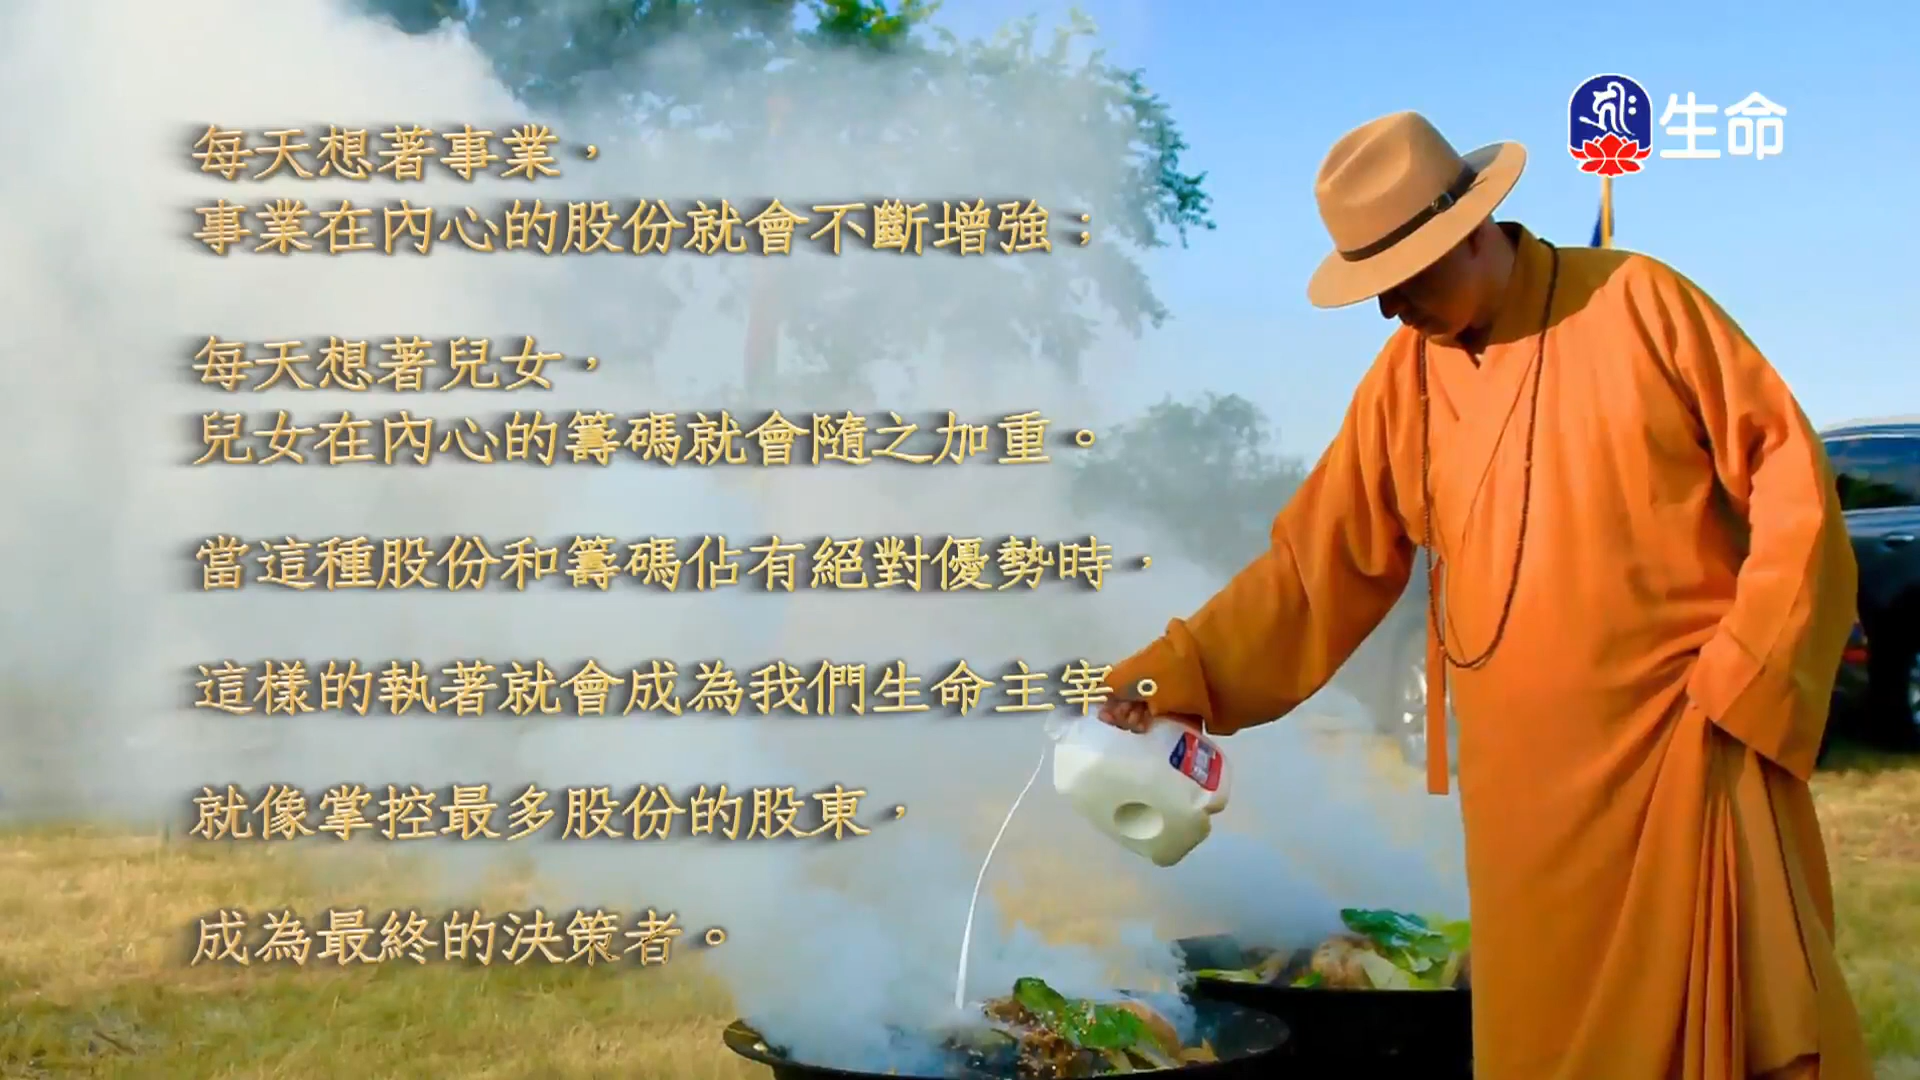 生命
每天想著事業，
事業在內心的股份就會不斷增強；
每天想著兒女，
兒女在內心的籌碼就會隨之加重。
當這種股份和籌碼佔有絕對優勢時，
這樣的執著就會成為我們生命主宰。
就像掌控最多股份的股東，
成為最終的決策者。